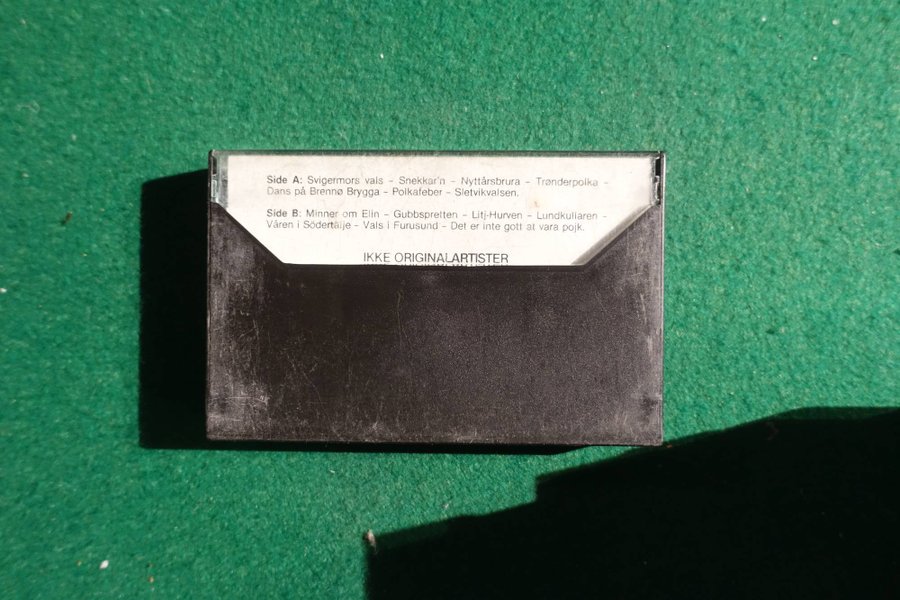 Side A: Svigermors vals - Snekkar'n - Nyttårsbrura - Trønderpolka -
Dans på Brennø Brygga - Polkafeber - Sletvikvalsen.
Side B: Minner om Elin - Gubbspretten - Litj-Hurven - Lundkullaren -
Våren i Södertälje - Vals i Furusund - Det er inte gott at vara pojk.
IKKE ORIGINALARTISTER